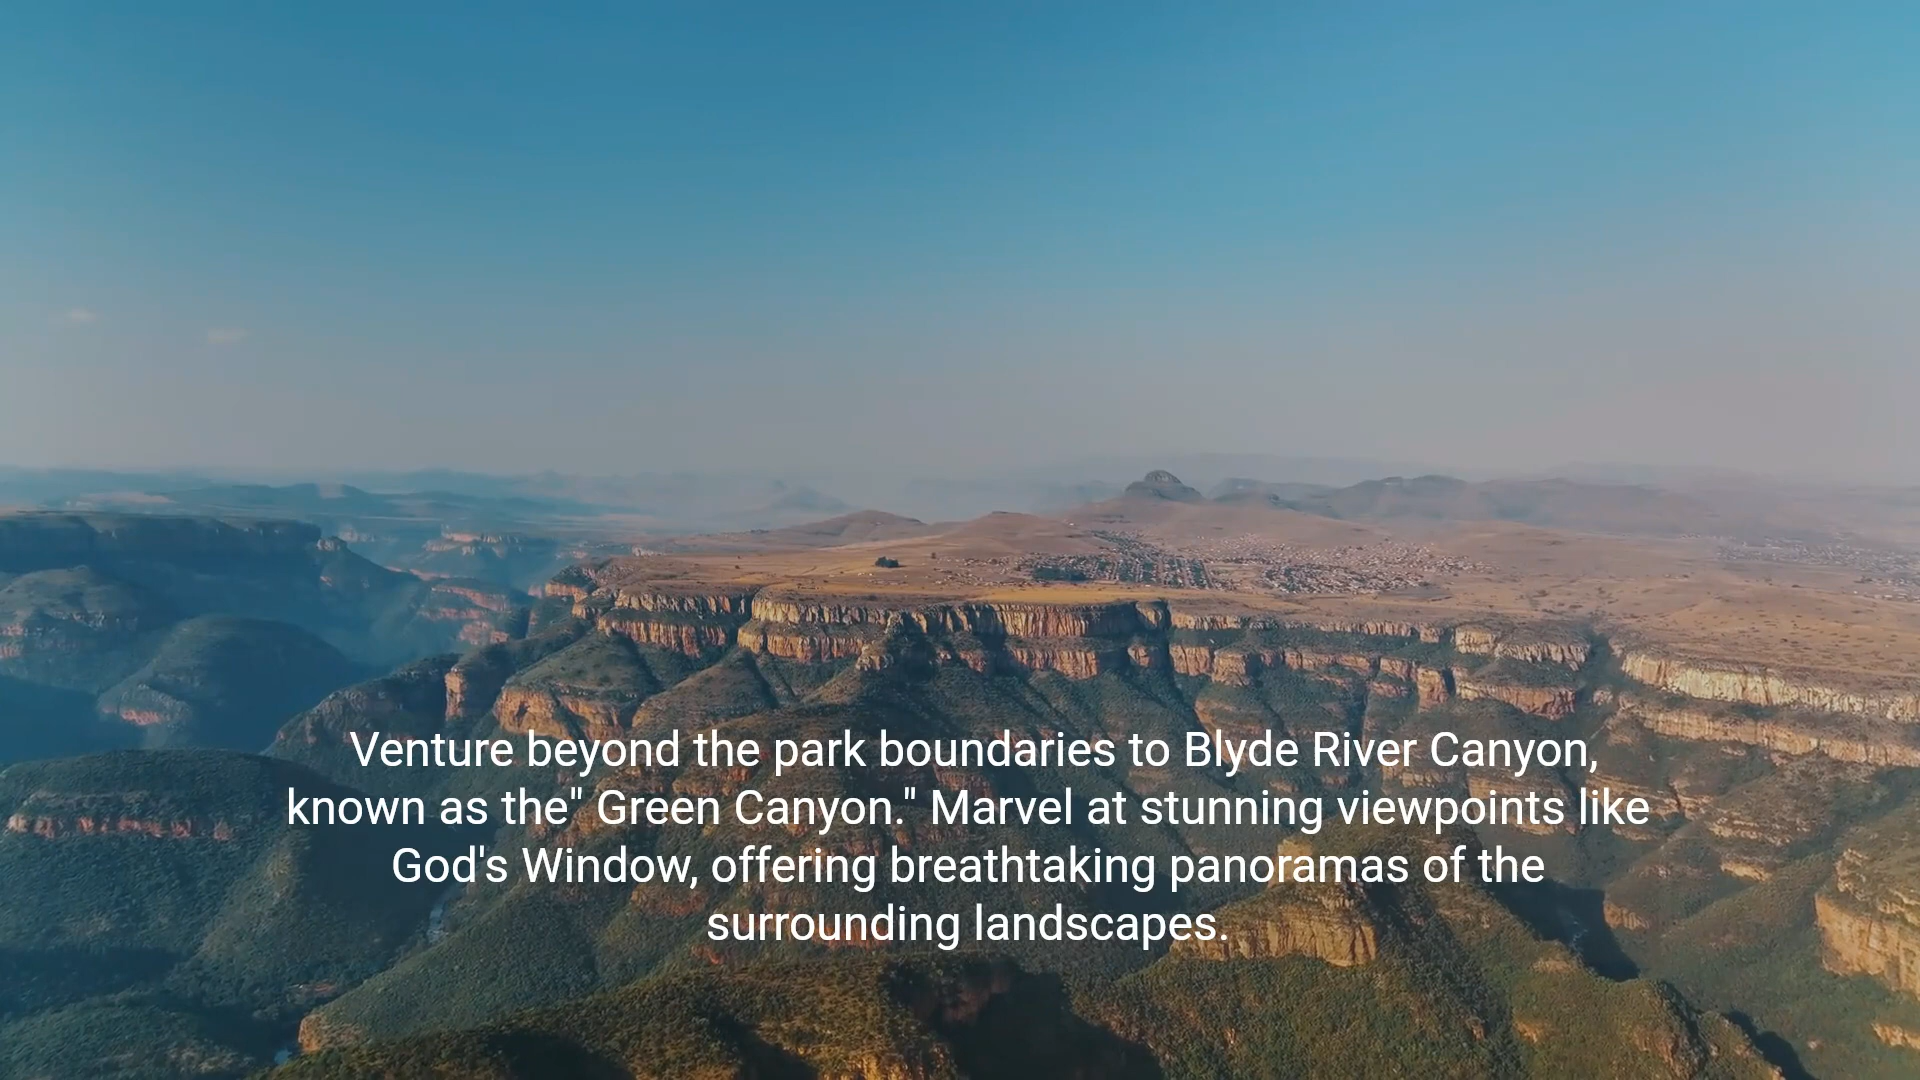 Venture beyond the park boundaries to Blyde River Canyon,
known as the" Green Canyon." Marvel at stunning viewpoints like
God's Window, offering breathtaking panoramas of the
surrounding landscapes.